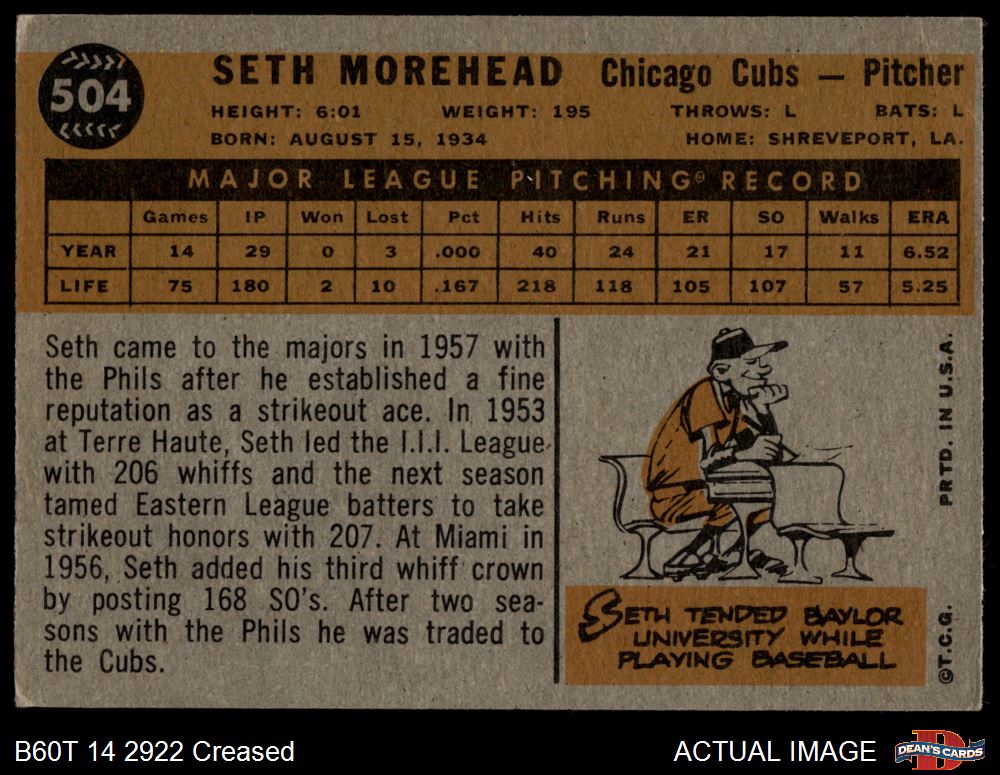 504
SETH MOREHEAD Chicago Cubs — Pitcher
HEIGHT: 6:01 WEIGHT: 195 THROWS: L BATS: L
BORN: AUGUST 15, 1934 HOME: SHREVEPORT, LA.
MAJOR LEAGUE PITCHING RECORD
Games IP Won Lost Pct Hits Runs ER SO Walks ERA
YEAR 14 29 0 3 .000 40 24 21 17 11 6.52
LIFE 75 180 2 10 .167 218 118 105 107 57 5.25
Seth came to the majors in 1957 with
the Phils after he established a fine
reputation as a strikeout ace. In 1953
at Terre Haute, Seth led the I.I.I. League
with 206 whiffs and the next season
tamed Eastern League batters to take
strikeout honors with 207. At Miami in
1956, Seth added his third whiff crown
by posting 168 SO's. After two sea-
sons with the Phils he was traded to
the Cubs.
SETH TENDED BAYLOR
UNIVERSITY WHILE
PLAYING BASEBALL
©T.C.G. PRTD. IN U.S.A.
B60T 14 2922 Creased
ACTUAL IMAGE
D
DEAN'S CARDS